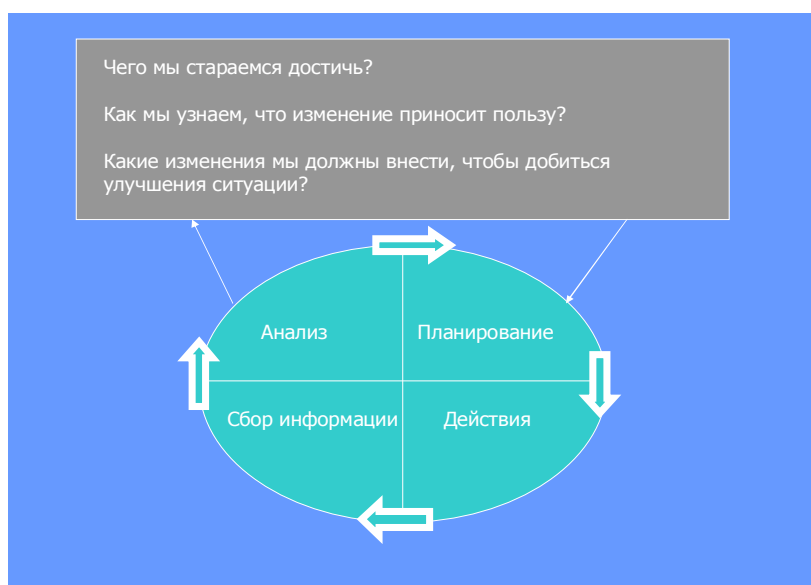 Чего мы стараемся достичь?
Как мы узнаем, что изменение приносит пользу?
Какие изменения мы должны внести, чтобы добиться
улучшения ситуации?
Анализ
Планирование
Сбор информации
Действия